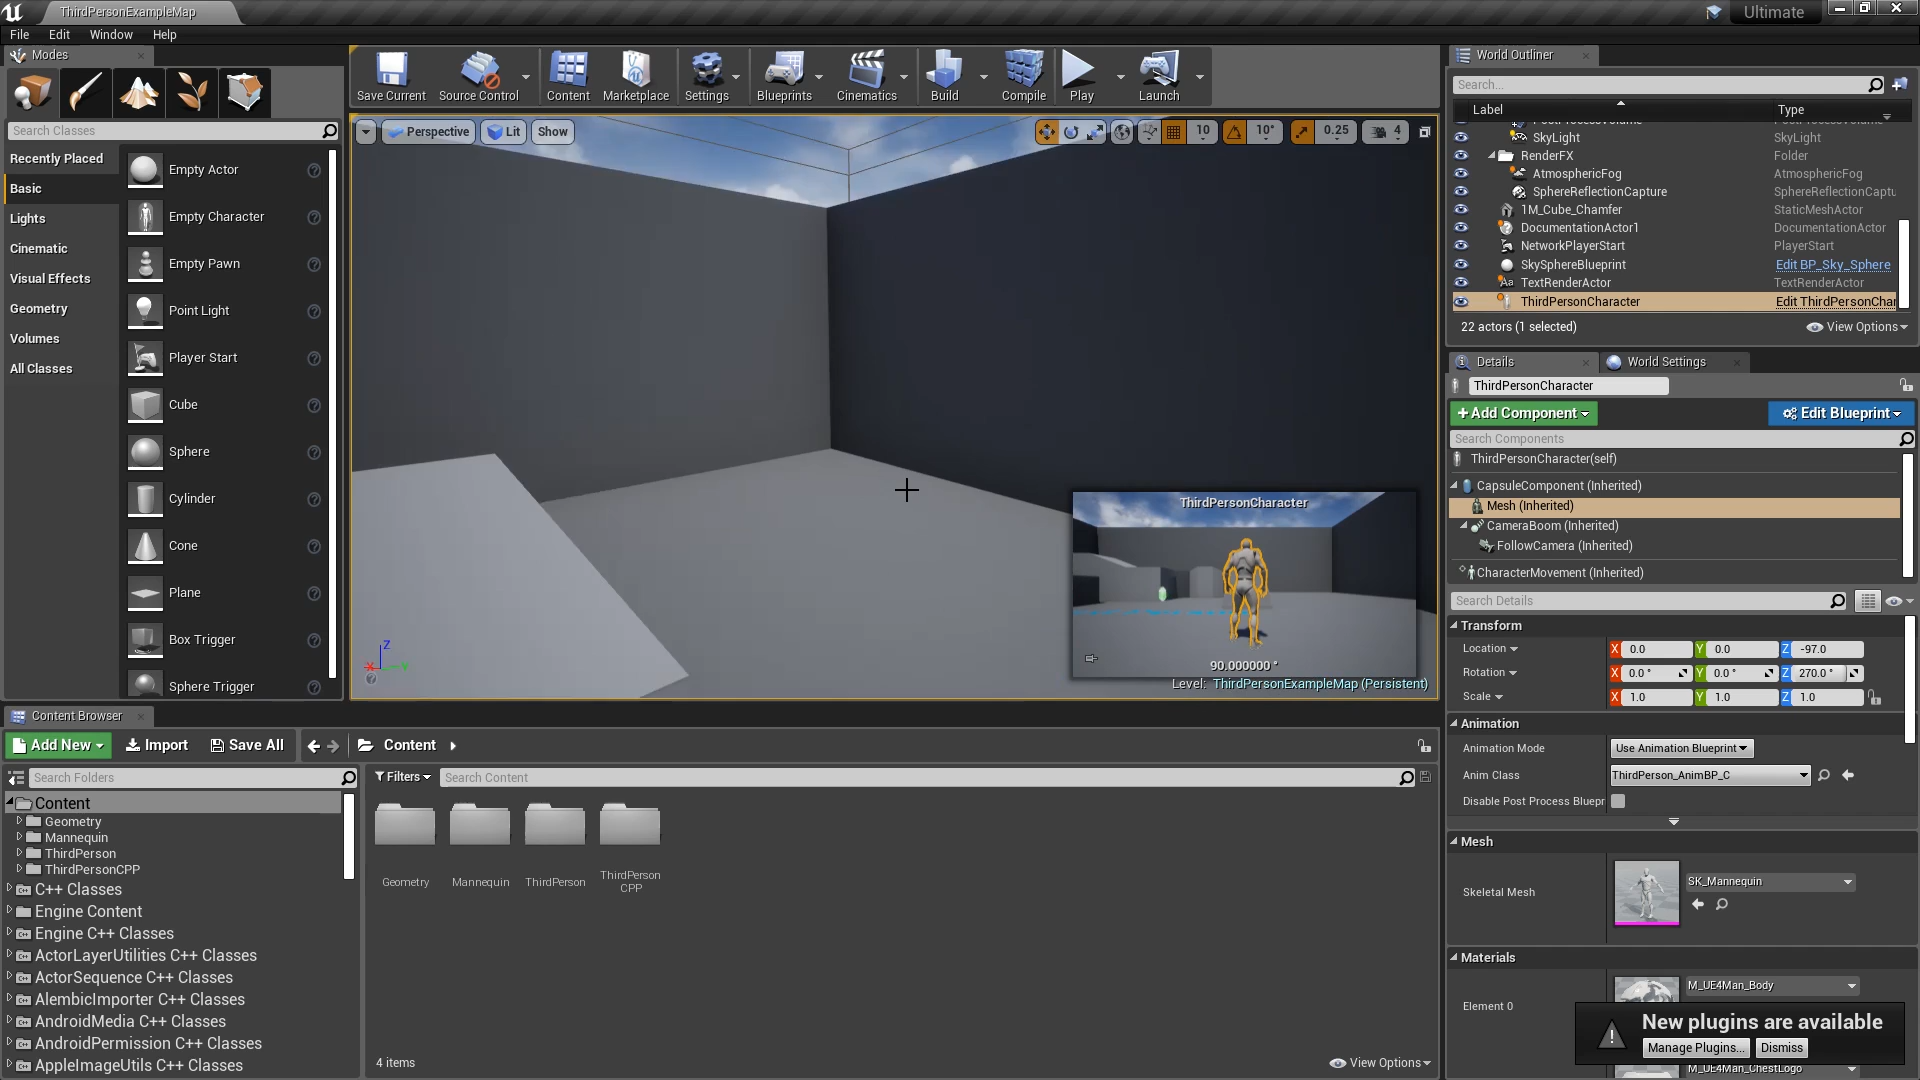 ThirdPersonExampleMap
Ultimate
File Edit Window Help
Modes
Search Classes
Recently Placed
Basic
Lights
Cinematic
Visual Effects
Geometry
Volumes
All Classes
Empty Actor
Empty Character
Empty Pawn
Point Light
Player Start
Cube
Sphere
Cylinder
Cone
Plane
Box Trigger
Sphere Trigger
Save Current Source Control Content Marketplace Settings Blueprints Cinematics Build Compile Play Launch
Perspective Lit Show
10 10° 0.25 4
ThirdPersonCharacter
90.000000 °
Level: ThirdPersonExampleMap (Persistent)
Z
X Y
World Outliner
Search...
Label Type
SkyLight SkyLight
RenderFX Folder
AtmosphericFog AtmosphericFog
SphereReflectionCapture SphereReflectionCaptu
1M_Cube_Chamfer StaticMeshActor
DocumentationActor1 DocumentationActor
NetworkPlayerStart PlayerStart
SkySphereBlueprint Edit BP_Sky_Sphere
TextRenderActor TextRenderActor
ThirdPersonCharacter Edit ThirdPersonChar
22 actors (1 selected) View Options
Details World Settings
ThirdPersonCharacter
+Add Component Edit Blueprint
Search Components
ThirdPersonCharacter(self)
CapsuleComponent (Inherited)
Mesh (Inherited)
CameraBoom (Inherited)
FollowCamera (Inherited)
CharacterMovement (Inherited)
Search Details
Transform
Location X 0.0 Y 0.0 Z -97.0
Rotation X 0.0 ° Y 0.0 ° Z 270.0 °
Scale X 1.0 Y 1.0 Z 1.0
Animation
Animation Mode Use Animation Blueprint
Anim Class ThirdPerson_AnimBP_C
Disable Post Process Bluepr
Mesh
Skeletal Mesh SK_Mannequin
Materials
Element 0 M_UE4Man_Body
M_UE4Man_ChestLogo
New plugins are available
Manage Plugins... Dismiss
Content Browser
Add New Import Save All Content
Search Folders
Filters Search Content
Content
Geometry
Mannequin
ThirdPerson
ThirdPersonCPP
C++ Classes
Engine Content
Engine C++ Classes
ActorLayerUtilities C++ Classes
ActorSequence C++ Classes
AlembicImporter C++ Classes
AndroidMedia C++ Classes
AndroidPermission C++ Classes
AppleImageUtils C++ Classes
Geometry Mannequin ThirdPerson ThirdPerson
CPP
4 items View Options